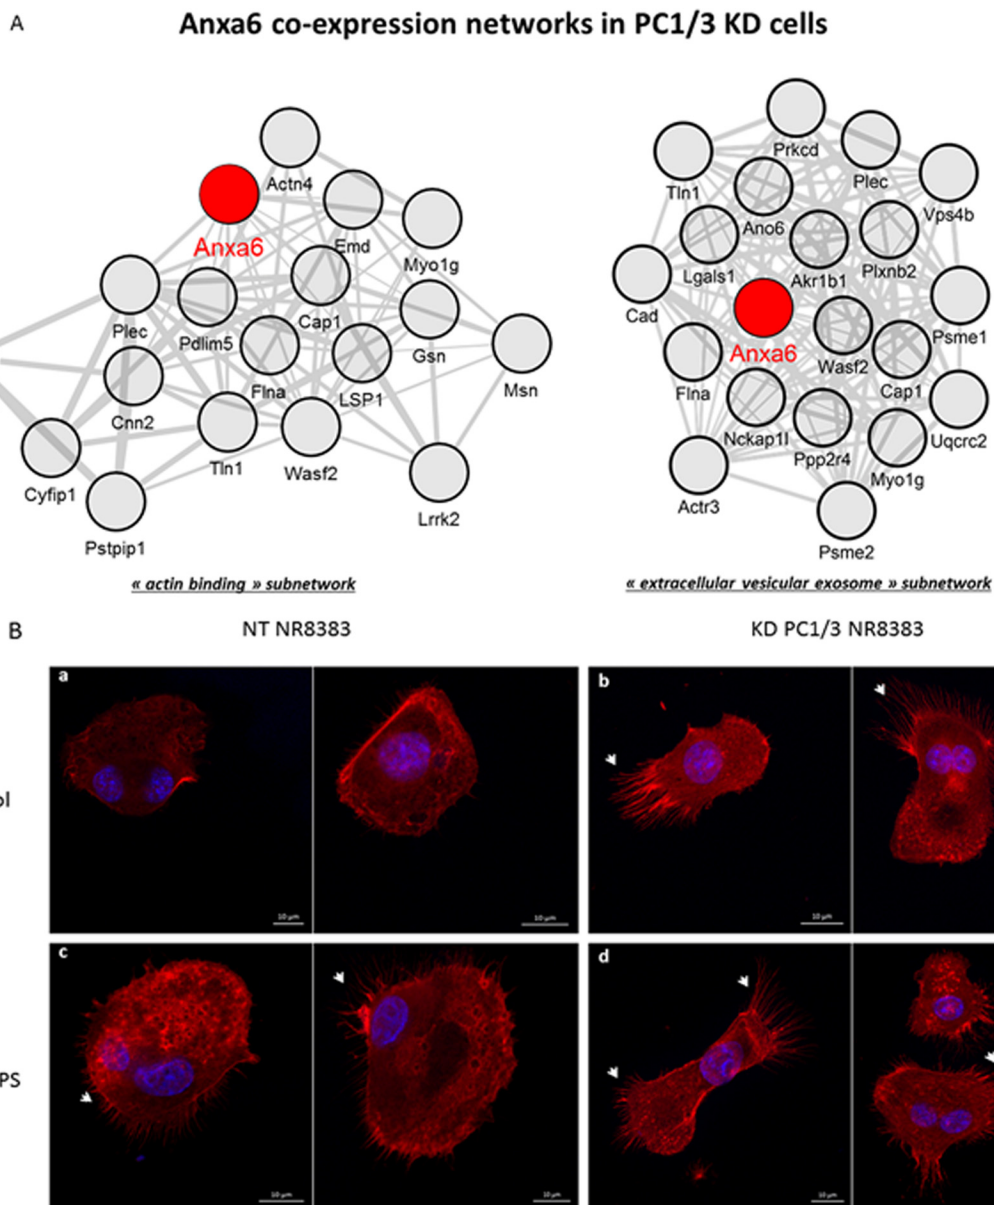 A
Anxa6 co-expression networks in PC1/3 KD cells
Actn4
Anxa6
Emd
Myo1g
Plec
Pdlim5
Cap1
Gsn
Cnn2
Flna
LSP1
Msn
Tln1
Wasf2
Cyfip1
Lrrk2
Pstpip1
« actin binding » subnetwork
Prkcd
Tln1
Plec
Vps4b
Ano6
Lgals1
Akr1b1
Plxnb2
Cad
Psme1
Anxa6
Wasf2
Flna
Cap1
Nckap1l
Ppp2r4
Uqcrc2
Myo1g
Actr3
Psme2
« extracellular vesicular exosome » subnetwork
B
NT NR8383
KD PC1/3 NR8383
a
b
ol
10 µm
10 µm
10 µm
c
d
PS
10 µm
10 µm
10 µm